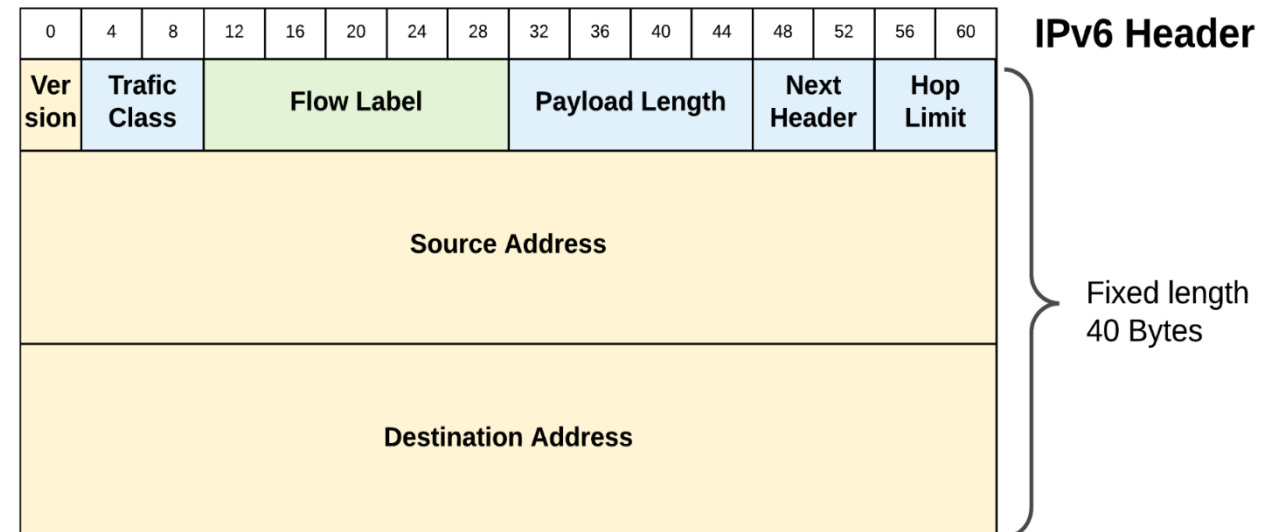 0 4 8 12 16 20 24 28 32 36 40 44 48 52 56 60
IPv6 Header
Ver
sion
Trafic
Class
Flow Label
Payload Length
Next
Header
Hop
Limit
Source Address
Fixed length
40 Bytes
Destination Address